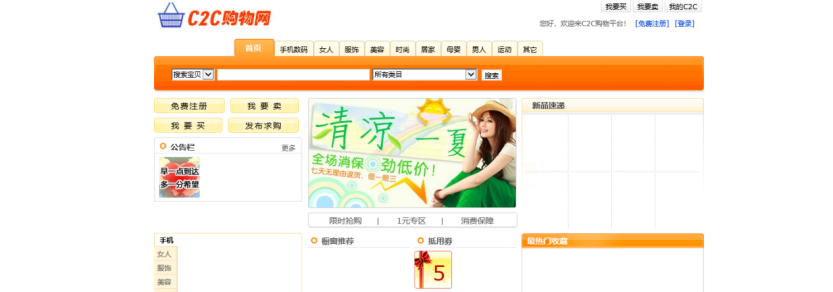 我要买 我要卖 我的C2C
C2C购物网
您好，欢迎来C2C购物平台！ [免费注册] [登录]
首页 手机数码 女人 服饰 美容 时尚 居家 母婴 男人 运动 其它
搜索宝贝 所有类目 搜索
免费注册 我 要 卖
我 要 买 发布求购
公告栏 更多
早一点到达
多一分希望
清凉一夏
全场消保 劲低价！
七天无理由退货，假一赔三
限时抢购 | 1元专区 | 消费保障
新品速递
手机
女人
服饰
美容
橱窗推荐 抵用券
5
最热门收藏